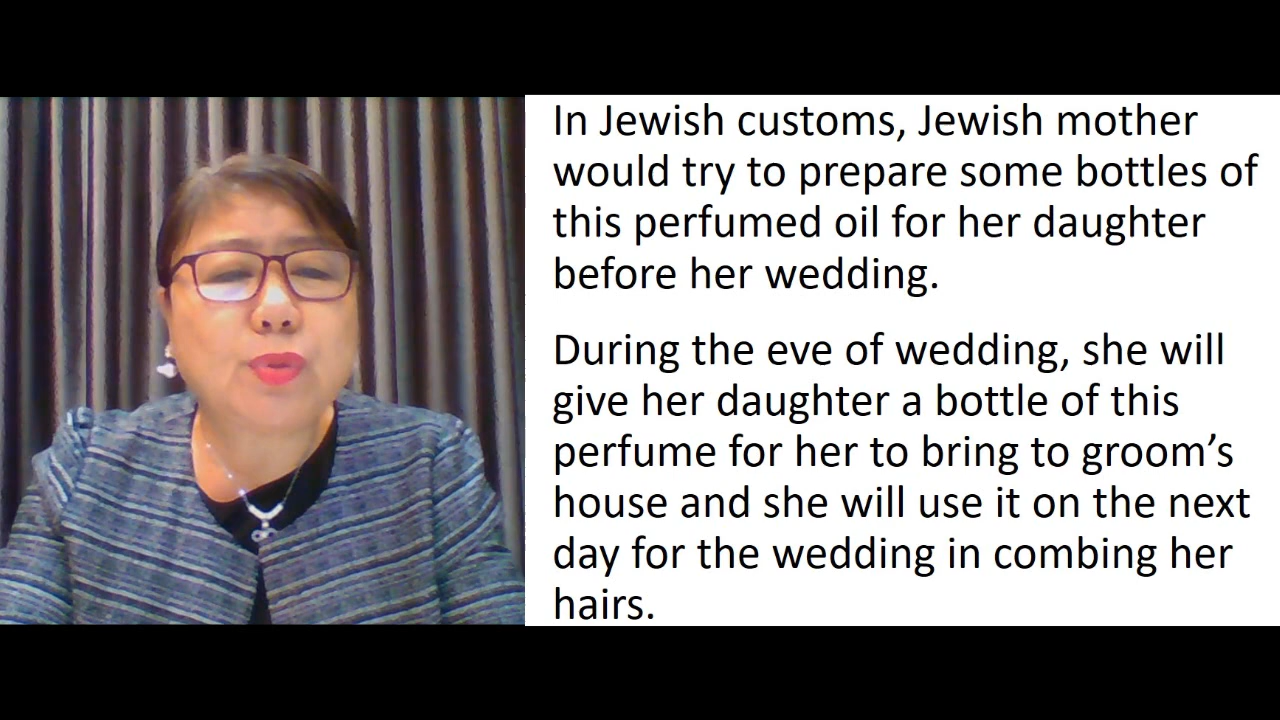 In Jewish customs, Jewish mother
would try to prepare some bottles of
this perfumed oil for her daughter
before her wedding.
During the eve of wedding, she will
give her daughter a bottle of this
perfume for her to bring to groom’s
house and she will use it on the next
day for the wedding in combing her
hairs.